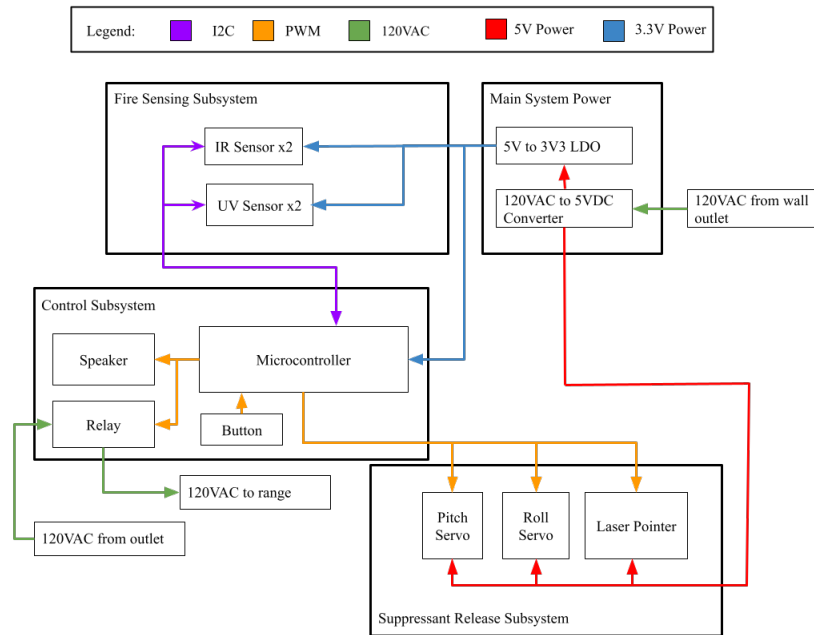 Legend:
I2C
PWM
120VAC
5V Power
3.3V Power
Fire Sensing Subsystem
IR Sensor x2
UV Sensor x2
Main System Power
5V to 3V3 LDO
120VAC to 5VDC
Converter
120VAC from wall
outlet
Control Subsystem
Speaker
Microcontroller
Relay
Button
120VAC to range
120VAC from outlet
Pitch
Servo
Roll
Servo
Laser Pointer
Suppressant Release Subsystem